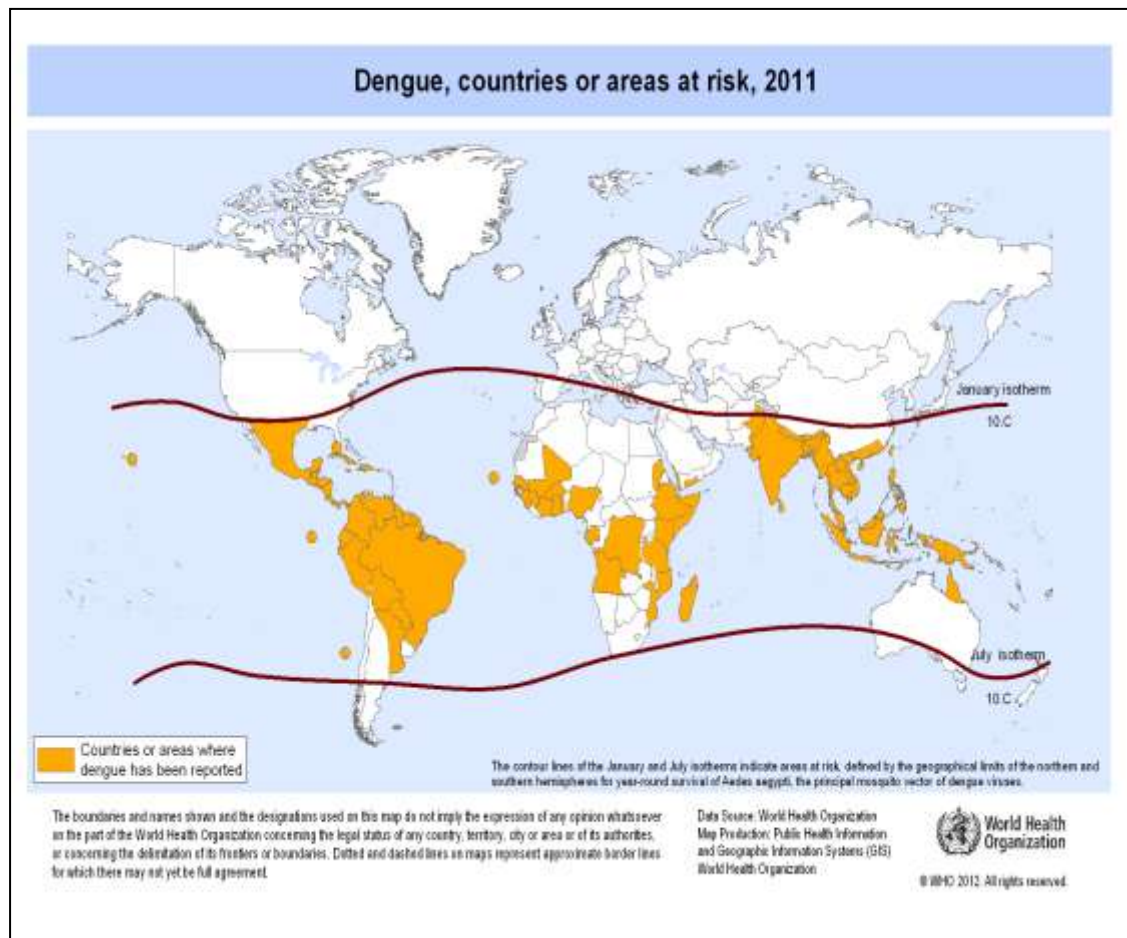 Dengue, countries or areas at risk, 2011
January isotherm
10.C
July isotherm
10.C
Countries or areas where
dengue has been reported
The contour lines of the January and July isotherms indicate areas at risk, defined by the geographical limits of the northern and
southern hemispheres for year-round survival of Aedes aegypti, the principal mosquito vector of dengue viruses.
The boundaries and names shown and the designations used on this map do not imply the expression of any opinion whatsoever
on the part of the World Health Organization concerning the legal status of any country, territory, city or area or of its authorities,
or concerning the delimitation of its frontiers or boundaries. Dotted and dashed lines on maps represent approximate border lines
for which there may not yet be full agreement.
Data Source: World Health Organization
Map Production: Public Health Information
and Geographic Information Systems (GIS)
World Health Organization
World Health
Organization
© WHO 2012. All rights reserved.